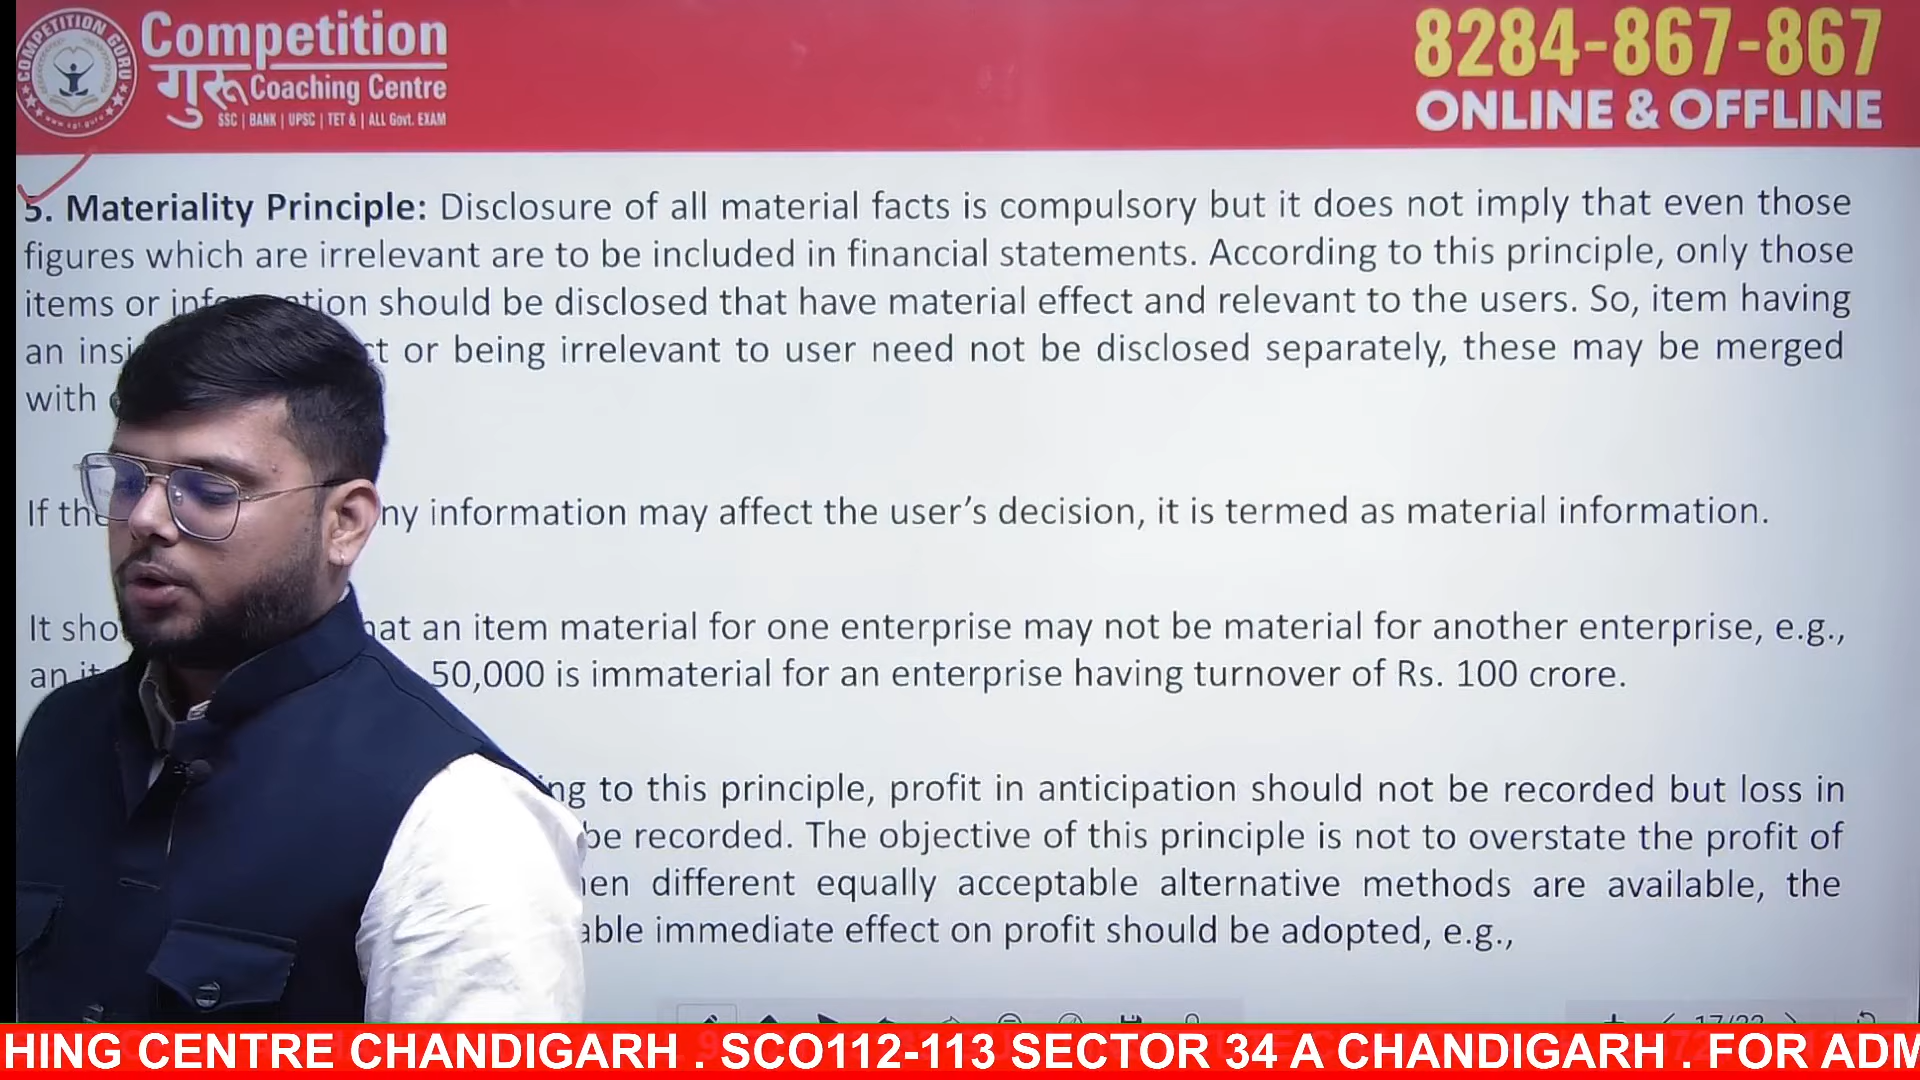 COMPETITION GURU
www.cgl.guru
Competition
गुरू Coaching Centre
SSC | BANK | UPSC | TET & | ALL Govt. EXAM
8284-867-867
ONLINE & OFFLINE
5. Materiality Principle: Disclosure of all material facts is compulsory but it does not imply that even those
figures which are irrelevant are to be included in financial statements. According to this principle, only those
items or information should be disclosed that have material effect and relevant to the users. So, item having
an or being irrelevant to user need not be disclosed separately, these may be merged
with
If information may affect the user's decision, it is termed as material information.
It an item material for one enterprise may not be material for another enterprise, e.g.,
an 50,000 is immaterial for an enterprise having turnover of Rs. 100 crore.
to this principle, profit in anticipation should not be recorded but loss in
be recorded. The objective of this principle is not to overstate the profit of
different equally acceptable alternative methods are available, the
immediate effect on profit should be adopted, e.g.,
17/22
HING CENTRE CHANDIGARH . SCO112-113 SECTOR 34 A CHANDIGARH . FOR ADM